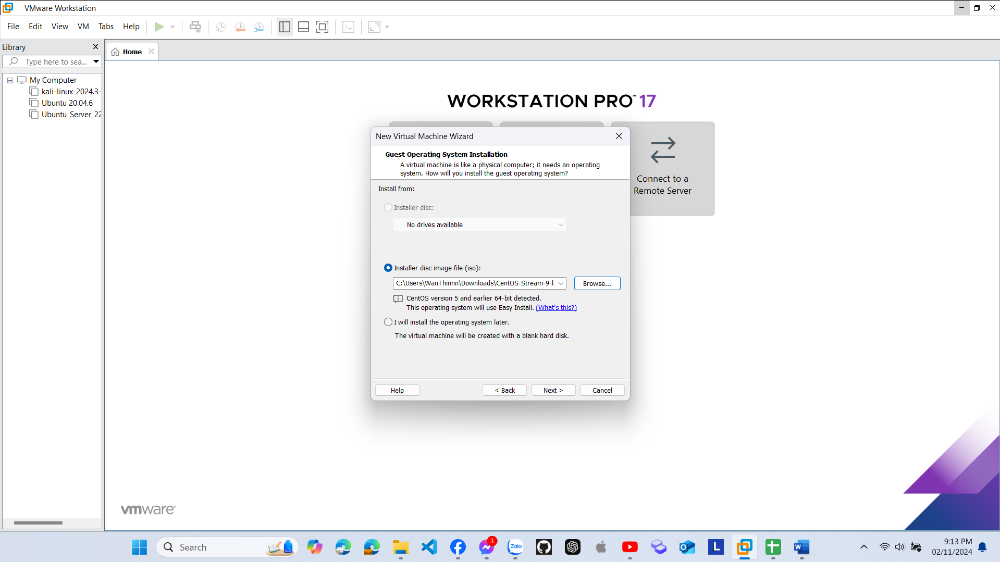 VMware Workstation
File Edit View VM Tabs Help
Library
Type here to sea...
Home
My Computer
kali-linux-2024.3-
Ubuntu 20.04.6
Ubuntu_Server_22
WORKSTATION PRO™ 17
Connect to a
Remote Server
New Virtual Machine Wizard
Guest Operating System Installation
A virtual machine is like a physical computer; it needs an operating
system. How will you install the guest operating system?
Install from:
Installer disc:
No drives available
Installer disc image file (iso):
C:\Users\WanThinnn\Downloads\CentOS-Stream-9-l
Browse...
CentOS version 5 and earlier 64-bit detected.
This operating system will use Easy Install. (What's this?)
I will install the operating system later.
The virtual machine will be created with a blank hard disk.
Help < Back Next > Cancel
vmware®
Search
3
Zalo
L
W
9:13 PM
02/11/2024